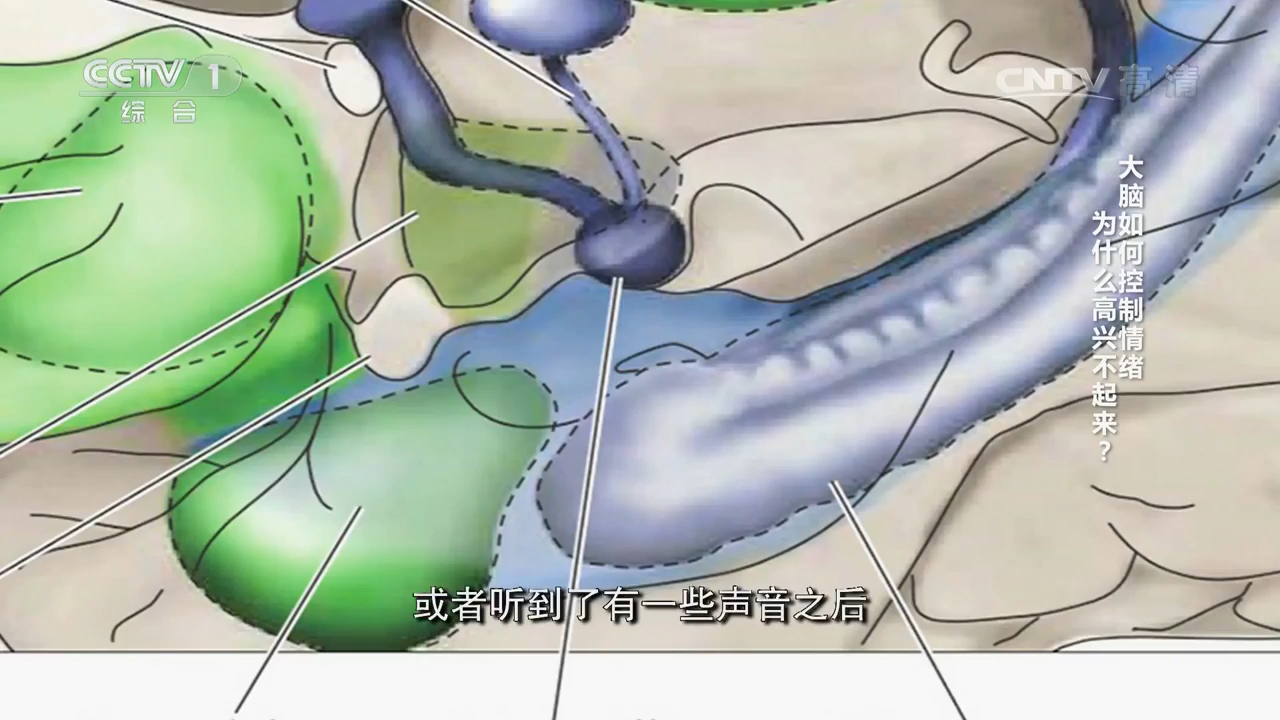 CCTV 1
综合
CNTV 高清
大脑如何控制情绪
为什么高兴不起来？
或者听到了有一些声音之后